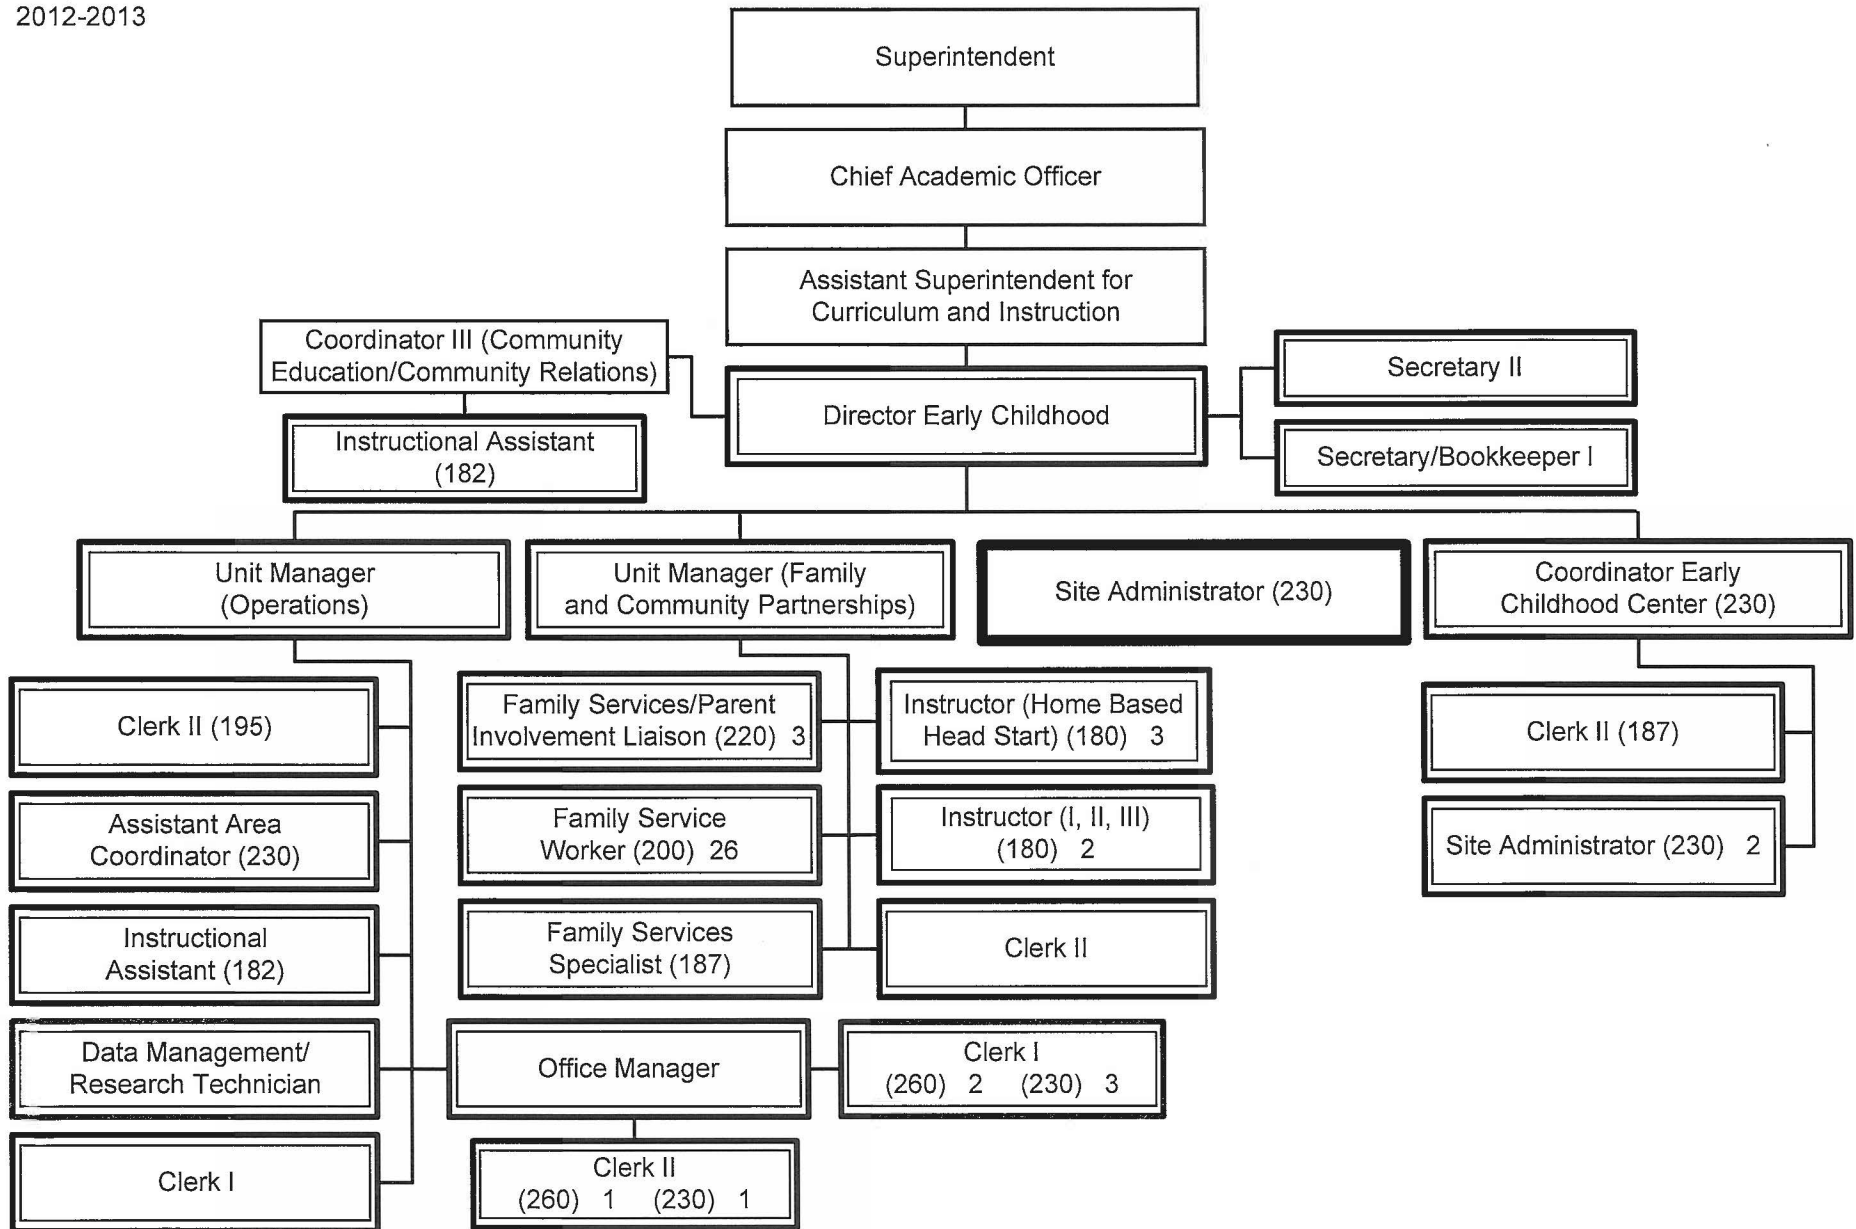 2012-2013
Superintendent
Chief Academic Officer
Assistant Superintendent for
Curriculum and Instruction
Coordinator III (Community
Education/Community Relations)
Instructional Assistant
(182)
Director Early Childhood
Secretary II
Secretary/Bookkeeper I
Unit Manager
(Operations)
Unit Manager (Family
and Community Partnerships)
Site Administrator (230)
Coordinator Early
Childhood Center (230)
Clerk II (195)
Assistant Area
Coordinator (230)
Instructional
Assistant (182)
Data Management/
Research Technician
Clerk I
Family Services/Parent
Involvement Liaison (220) 3
Family Service
Worker (200) 26
Family Services
Specialist (187)
Instructor (Home Based
Head Start) (180) 3
Instructor (I, II, III)
(180) 2
Clerk II
Office Manager
Clerk I
(260) 2 (230) 3
Clerk II
(260) 1 (230) 1
Clerk II (187)
Site Administrator (230) 2